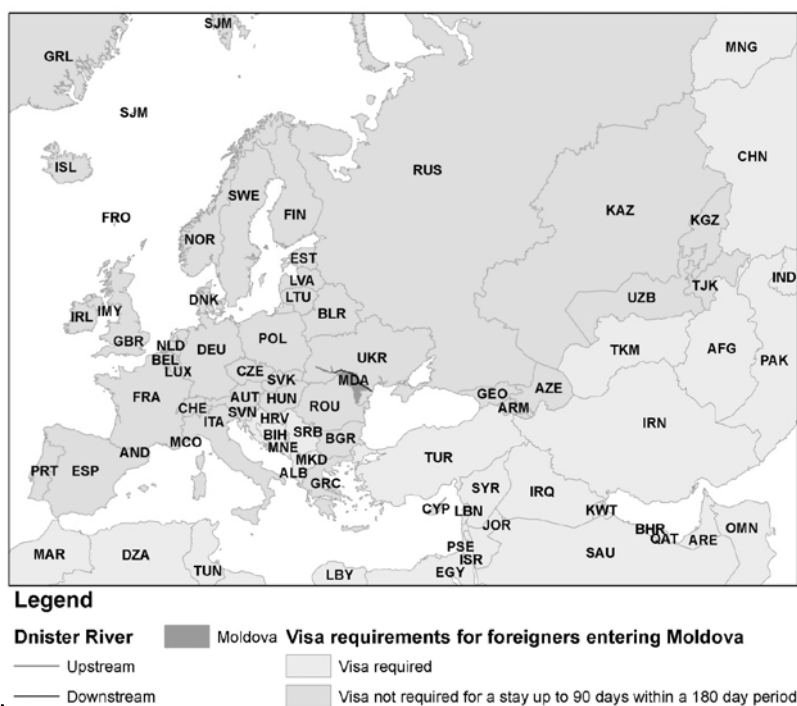 SJM
GRL
MNG
SJM
CHN
ISL
RUS
SWE
KAZ
FRO
FIN
KGZ
NOR
EST
LVA
IND
DNK
LTU
TJK
IRL
IMY
BLR
UZB
GBR
NLD
DEU
POL
BEL
UKR
TKM
AFG
PAK
LUX
CZE
SVK
MDA
FRA
AUT
HUN
GEO
AZE
CHE
SVN
ROU
ARM
ITA
HRV
IRN
BIH
SRB
BGR
MCO
MNE
AND
MKD
TUR
PRT
ESP
ALB
GRC
SYR
IRQ
CYP
LBN
KWT
JOR
BHR
OMN
QAT
ARE
PSE
SAU
MAR
DZA
ISR
TUN
LBY
EGY
Legend
Dnister River
Moldova
Visa requirements for foreigners entering Moldova
Upstream
Visa required
Downstream
Visa not required for a stay up to 90 days within a 180 day period